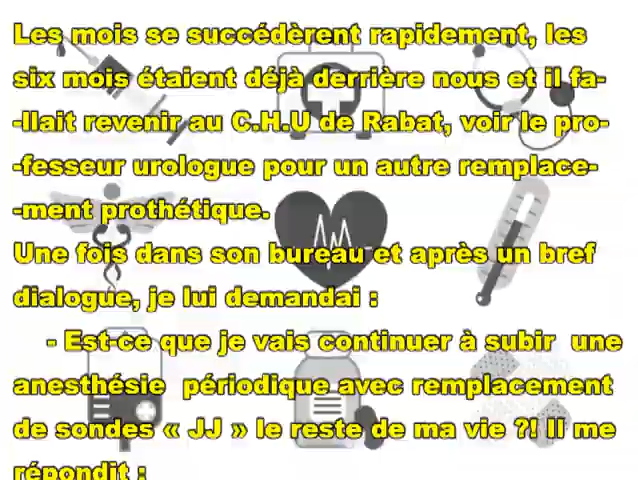 Les mois se succédèrent rapidement, les
six mois étaient déjà derrière nous et il fa-
-llait revenir au C.H.U de Rabat, voir le pro-
-fesseur urologue pour un autre remplace-
-ment prothétique.
Une fois dans son bureau et après un bref
dialogue, je lui demandai :
- Est-ce que je vais continuer à subir une
anesthésie périodique avec remplacement
de sondes « JJ » le reste de ma vie ?! Il me
répondit :